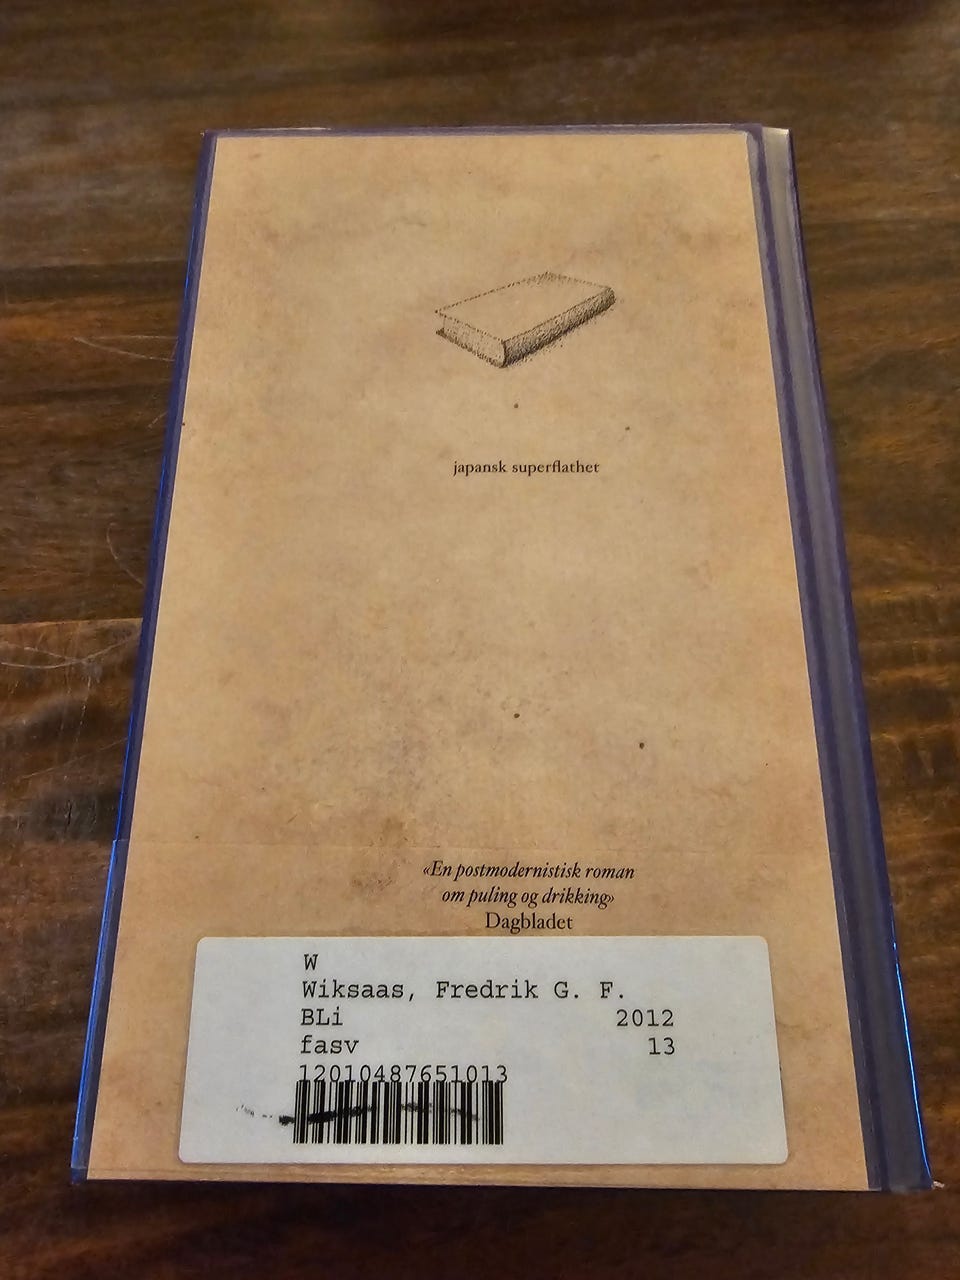 japansk superflathet
«En postmodernistisk roman
om puling og drikking»
Dagbladet
W
Wiksaas, Fredrik G. F.
BLi 2012
fasv 13
12010487651013